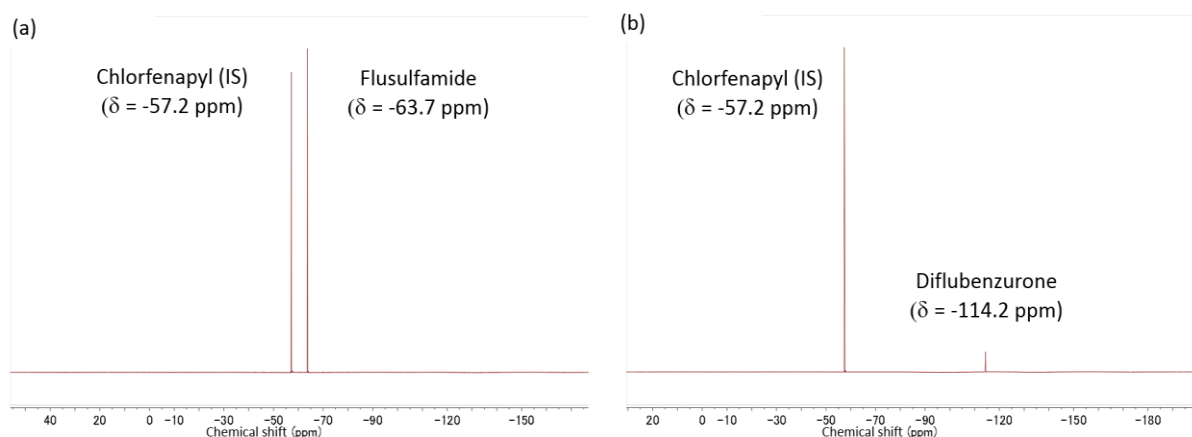 (a)
Chlorfenapyl (IS)
(δ = -57.2 ppm)
Flusulfamide
(δ = -63.7 ppm)
40 20 0 -10 -30 -50 -70 -90 -120 -150
Chemical shift (ppm)
(b)
Chlorfenapyl (IS)
(δ = -57.2 ppm)
Diflubenzurone
(δ = -114.2 ppm)
20 0 -10 -30 -50 -70 -90 -120 -150 -180
Chemical shift (ppm)